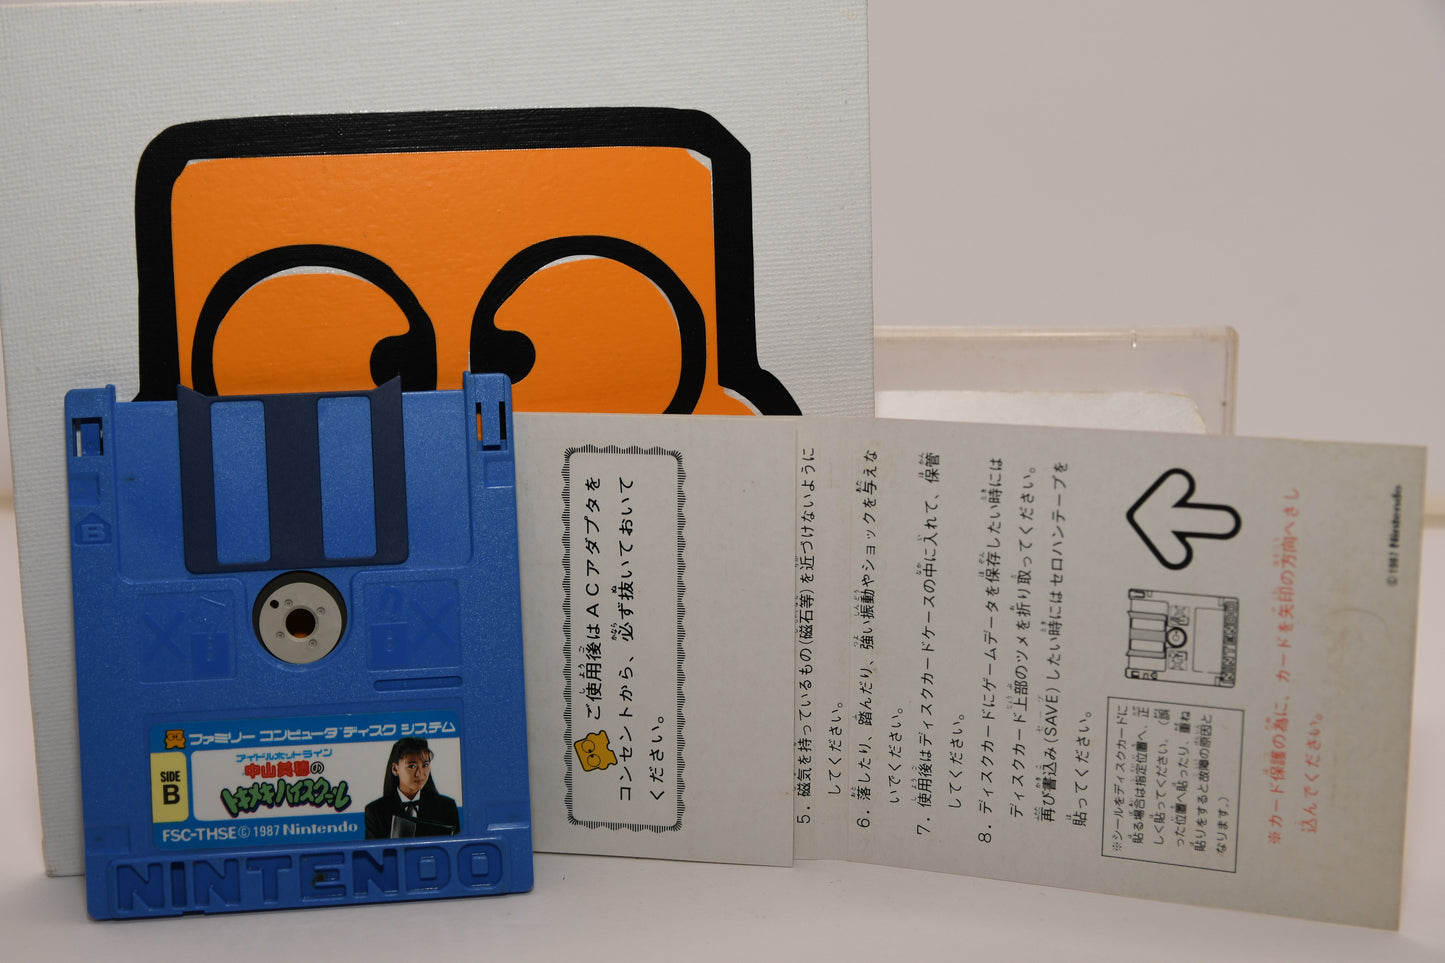 ファミリー コンピュータ ディスク システム
SIDE
B
アイドルホットライン
中山美穂の
トキメキハイスクール
FSC-THSE © 1987 Nintendo
NINTENDO
ご使用後はACアダプタを
コンセントから、必ず抜いておいて
ください。
5. 磁気を持っているもの(磁石等)を近づけないように
してください。
6. 落したり、踏んだり、強い振動やショックを与えな
いでください。
7. 使用後はディスクカードケースの中に入れて、保管
してください。
8. ディスクカードにゲームデータを保存したい時には
ディスクカード上部のツメを折り取ってください。
再び書込み(SAVE)したい時にはセロハンテープを
貼ってください。
※シールをディスクカードに
貼る場合は指定位置へ、正
しく貼ってください。(誤
った位置へ貼ったり、重ね
貼りをすると故障の原因と
なります。)
NINTENDO
※カード保護の為に、カードを矢印の方向へさし
込んでください。
© 1987 Nintendo